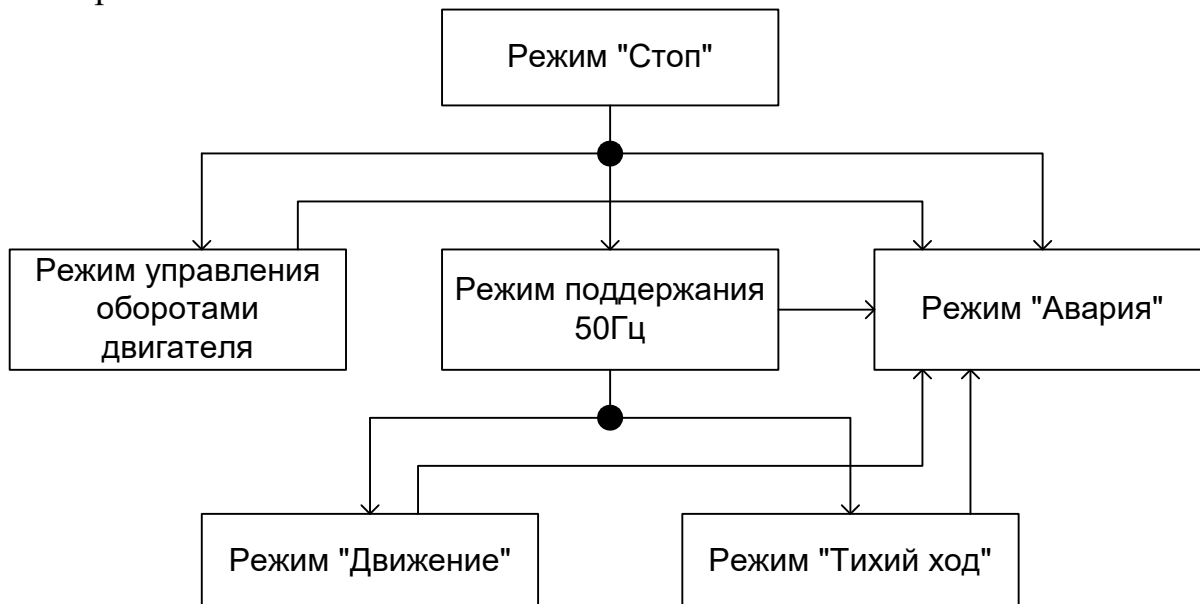 Режим "Стоп"
Режим управления
оборотами
двигателя
Режим поддержания
50Гц
Режим "Авария"
Режим "Движение"
Режим "Тихий ход"